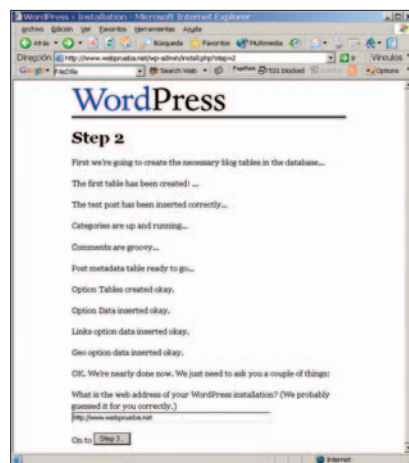 WordPress › Installation - Microsoft Internet Explorer
Archivo Edición Ver Favoritos Herramientas Ayuda
Atrás Búsqueda Favoritos Multimedia
Dirección http://www.webprueba.net/wp-admin/install.php?step=2 Ir Vínculos
Search Web 531 blocked Options
WordPress
Step 2
First we're going to create the necessary blog tables in the database...
The first table has been created! ...
The test post has been inserted correctly...
Categories are up and running...
Comments are groovy...
Post metadata table ready to go...
Option Tables created okay.
Option Data inserted okay.
Links option data inserted okay.
Geo option data inserted okay.
OK. We're nearly done now. We just need to ask you a couple of things:
What is the web address of your WordPress installation? (We probably
guessed it for you correctly.)
http://www.webprueba.net
On to Step 3...
Internet